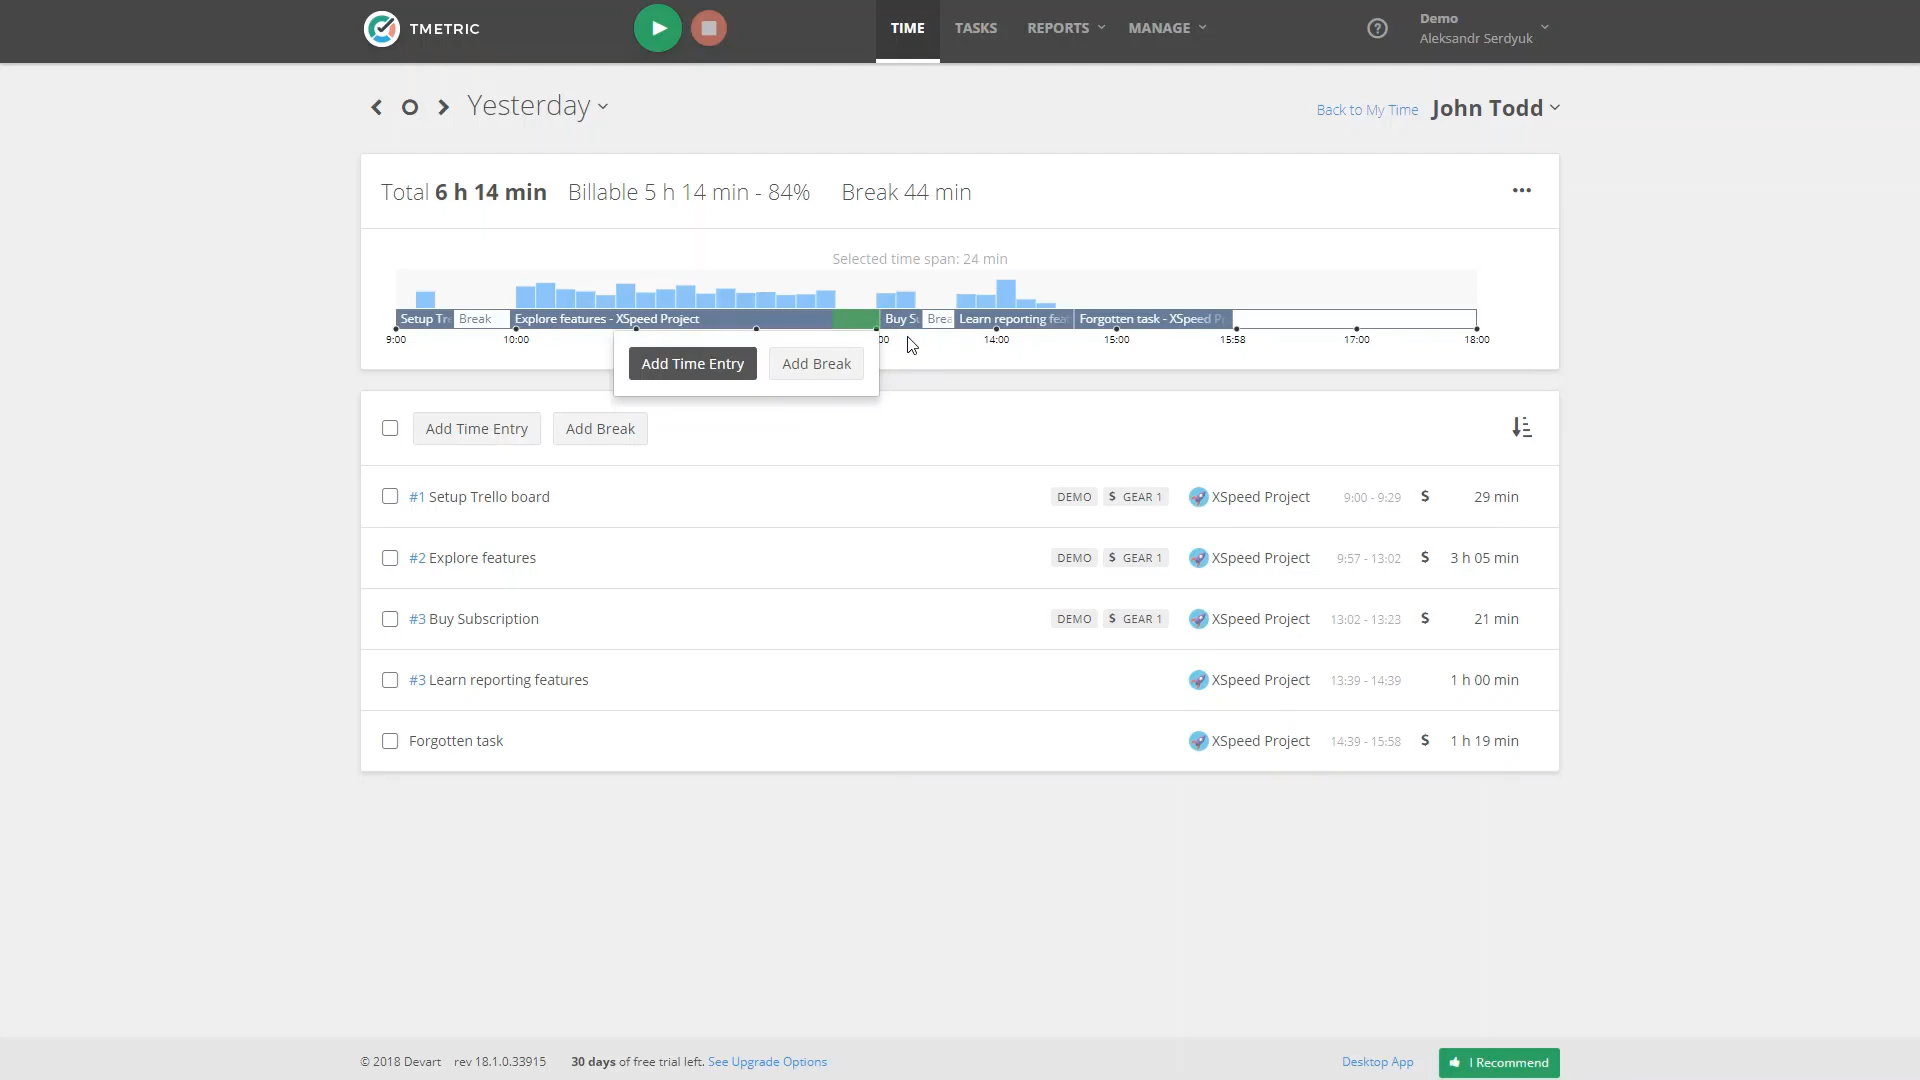 TMETRIC
TIME TASKS REPORTS MANAGE
Demo
Aleksandr Serdyuk
Yesterday
Back to My Time John Todd
Total 6 h 14 min Billable 5 h 14 min - 84% Break 44 min
Selected time span: 24 min
Setup Tr Break Explore features - XSpeed Project Buy Su Brea Learn reporting fea Forgotten task - XSpeed P
9:00 10:00 00 14:00 15:00 15:58 17:00 18:00
Add Time Entry Add Break
Add Time Entry Add Break
#1 Setup Trello board DEMO $ GEAR 1 XSpeed Project 9:00 - 9:29 $ 29 min
#2 Explore features DEMO $ GEAR 1 XSpeed Project 9:57 - 13:02 $ 3 h 05 min
#3 Buy Subscription DEMO $ GEAR 1 XSpeed Project 13:02 - 13:23 $ 21 min
#3 Learn reporting features XSpeed Project 13:39 - 14:39 1 h 00 min
Forgotten task XSpeed Project 14:39 - 15:58 $ 1 h 19 min
© 2018 Devart rev 18.1.0.33915 30 days of free trial left. See Upgrade Options Desktop App I Recommend